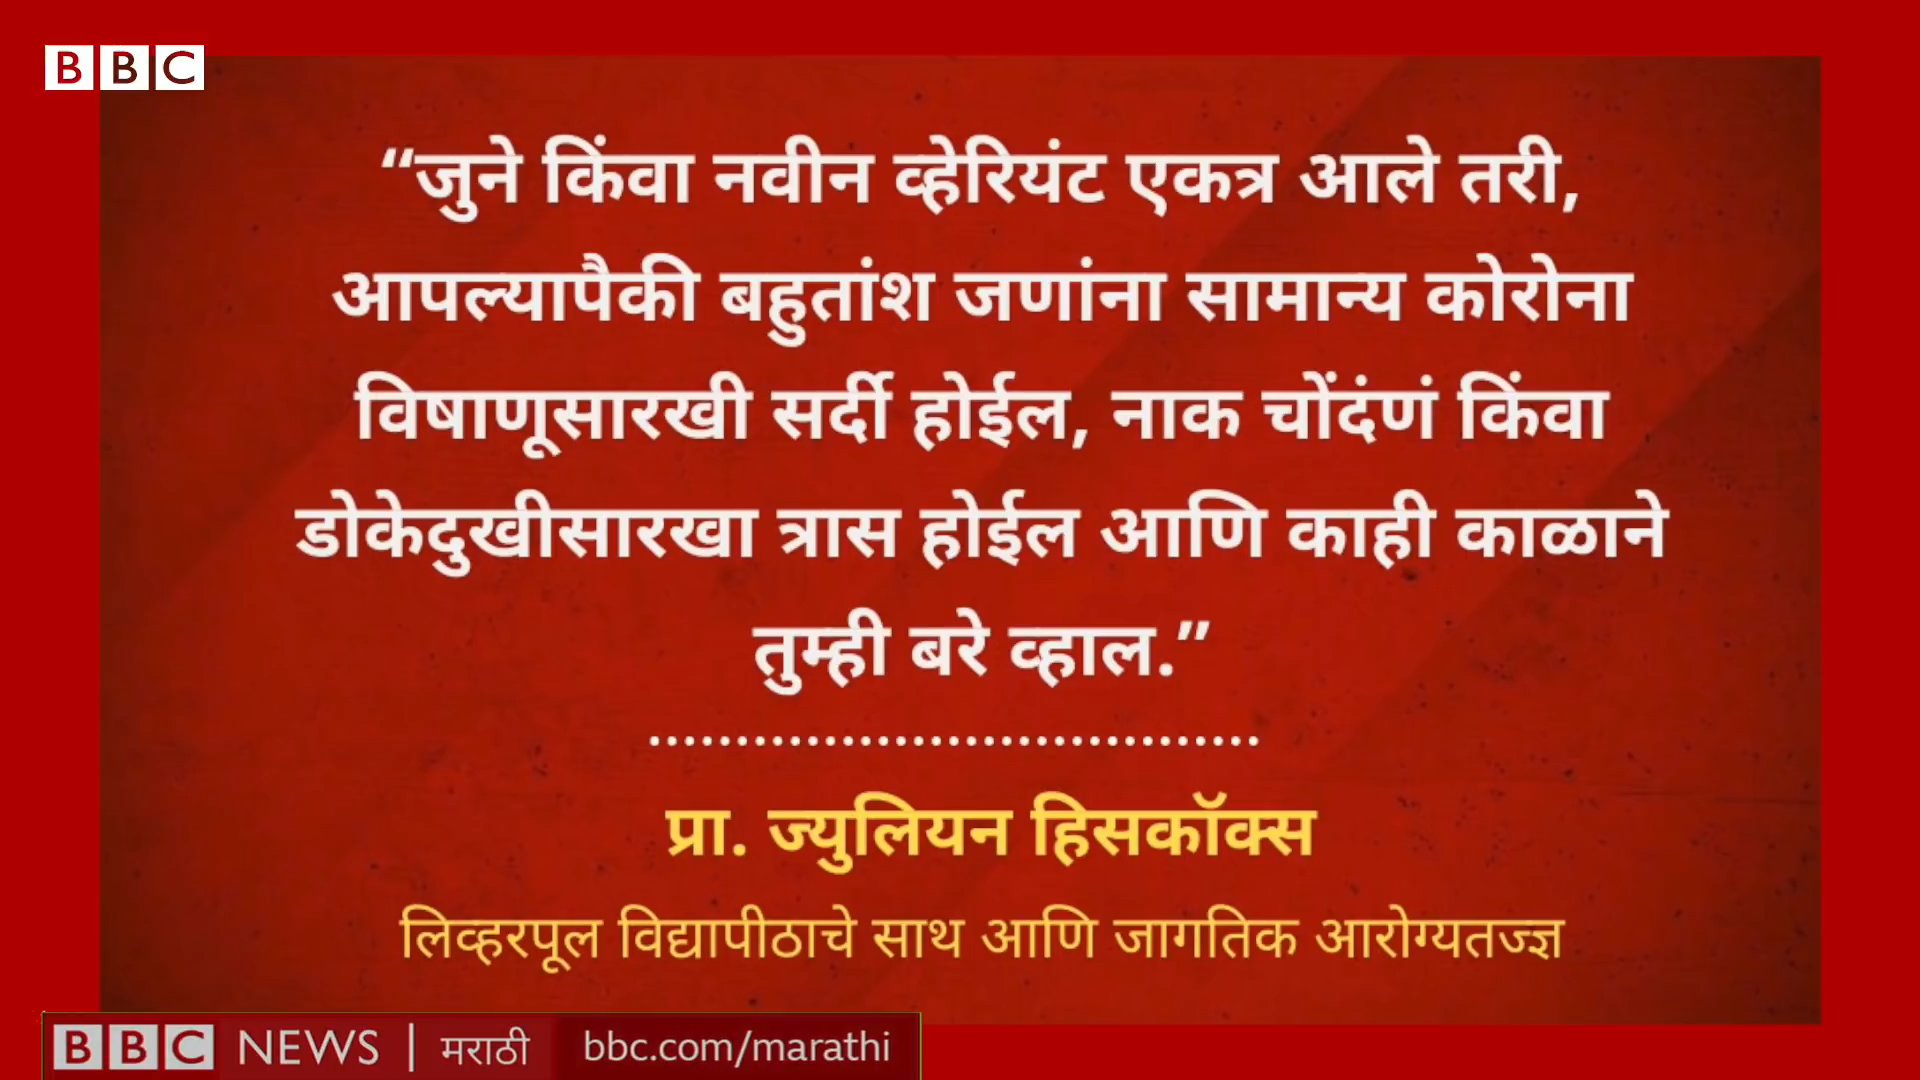 BBC
“जुने किंवा नवीन व्हेरियंट एकत्र आले तरी,
आपल्यापैकी बहुतांश जणांना सामान्य कोरोना
विषाणूसारखी सर्दी होईल, नाक चोंदंणं किंवा
डोकेदुखीसारखा त्रास होईल आणि काही काळाने
तुम्ही बरे व्हाल.”
...................................
प्रा. ज्युलियन हिसकॉक्स
लिव्हरपूल विद्यापीठाचे साथ आणि जागतिक आरोग्यतज्ज्ञ
BBC NEWS | मराठी bbc.com/marathi